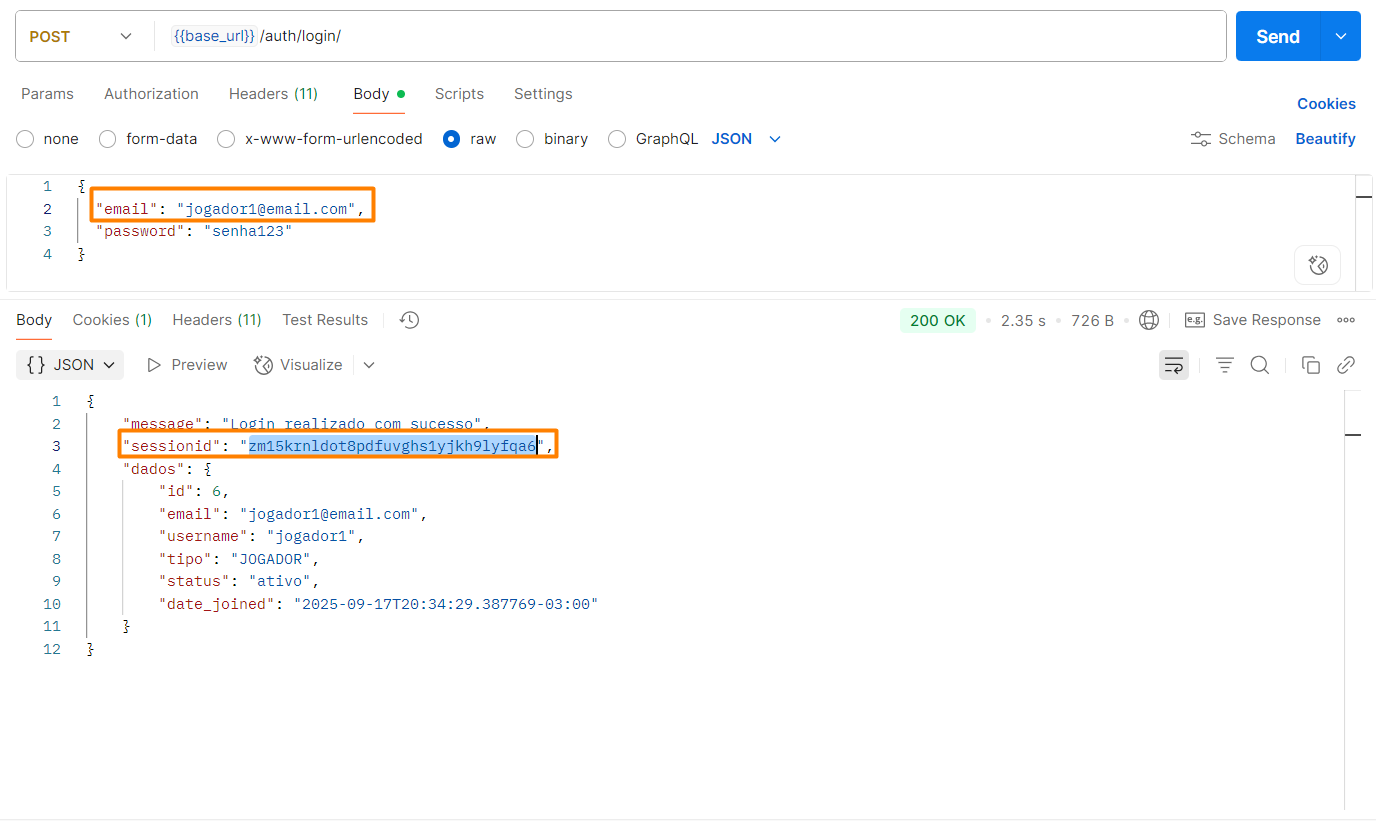 POST {{base_url}} /auth/login/ Send
Params Authorization Headers (11) Body Scripts Settings
Cookies
none form-data x-www-form-urlencoded raw binary GraphQL JSON Schema Beautify
1 {
2 "email": "jogador1@email.com",
3 "password": "senha123"
4 }
Body Cookies (1) Headers (11) Test Results 200 OK 2.35 s 726 B e.g. Save Response
{} JSON Preview Visualize
1 {
2 "message": "Login realizado com sucesso",
3 "sessionid": "zm15krnldot8pdfuvghs1yjkh9lyfqa6",
4 "dados": {
5 "id": 6,
6 "email": "jogador1@email.com",
7 "username": "jogador1",
8 "tipo": "JOGADOR",
9 "status": "ativo",
10 "date_joined": "2025-09-17T20:34:29.387769-03:00"
11 }
12 }